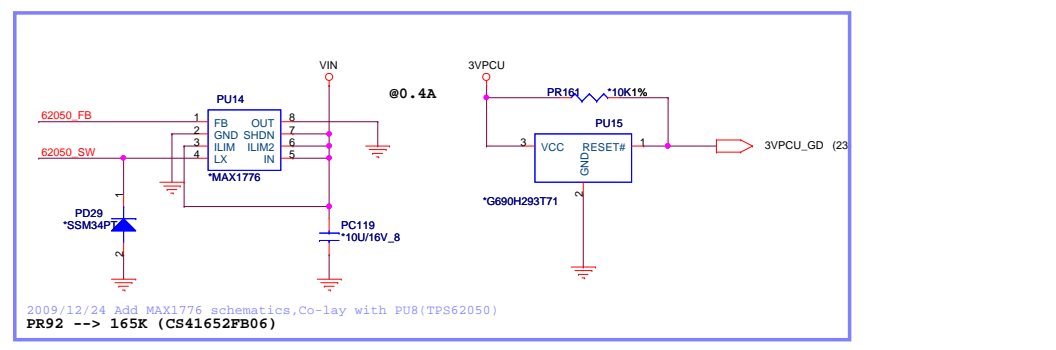 VIN
3VPCU
@0.4A
PR161
*10K1%
PU14
PU15
62050_FB
1
FB
OUT
8
2
GND
SHDN
7
3
ILIM
ILIM2
6
62050_SW
4
LX
IN
5
*MAX1776
3
VCC
RESET#
1
GND
2
3VPCU_GD (23
*G690H293T71
1
PD29
*SSM34PT
2
PC119
*10U/16V_8
2009/12/24 Add MAX1776 schematics,Co-lay with PU8(TPS62050)
PR92 --> 165K (CS41652FB06)